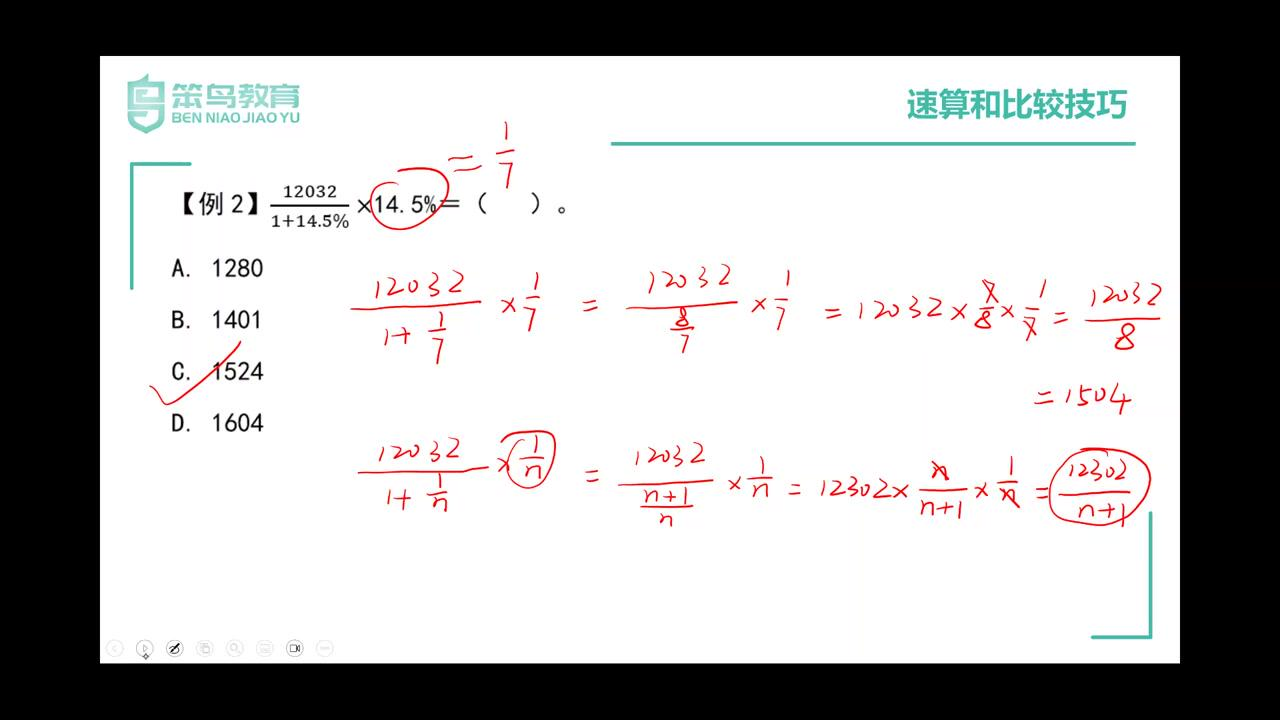 笨鸟教育
BEN NIAO JIAO YU
速算和比较技巧
≈ 1/7
【例2】12032/(1+14.5%)×14.5%=（ ）。
A. 1280
B. 1401
C. 1524
D. 1604
12032/(1+1/7) × 1/7 = 12032/(8/7) × 1/7 = 12032 × 7/8 × 1/7 = 12032/8
= 1504
12032/(1+1/n) × 1/n = 12032/((n+1)/n) × 1/n = 12302 × n/(n+1) × 1/n = 12302/(n+1)